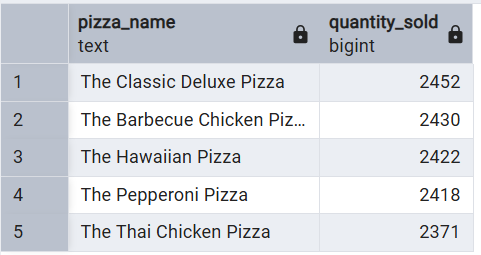 pizza_name quantity_sold
text bigint
1 The Classic Deluxe Pizza 2452
2 The Barbecue Chicken Piz... 2430
3 The Hawaiian Pizza 2422
4 The Pepperoni Pizza 2418
5 The Thai Chicken Pizza 2371